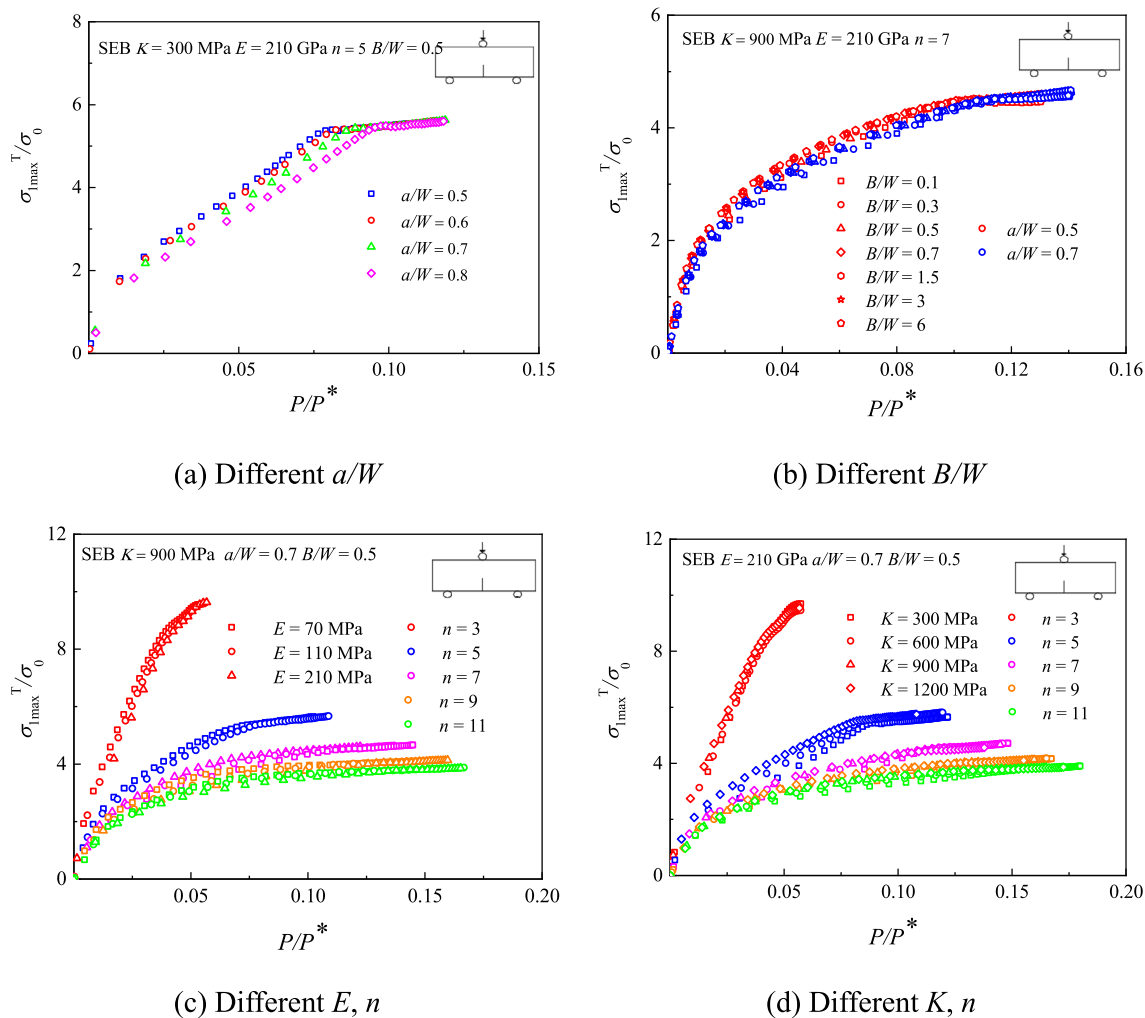 SEB K = 300 MPa E = 210 GPa n = 5 B/W = 0.5
8
6
4
2
0
σ1maxT/σ0
a/W = 0.5
a/W = 0.6
a/W = 0.7
a/W = 0.8
0.05
0.10
0.15
P/P*
(a) Different a/W
SEB K = 900 MPa E = 210 GPa n = 7
6
4
2
0
σ1maxT/σ0
B/W = 0.1
B/W = 0.3
B/W = 0.5
B/W = 0.7
B/W = 1.5
B/W = 3
B/W = 6
a/W = 0.5
a/W = 0.7
0.04
0.08
0.12
0.16
P/P*
(b) Different B/W
SEB K = 900 MPa a/W = 0.7 B/W = 0.5
12
8
4
0
σ1maxT/σ0
E = 70 MPa
E = 110 MPa
E = 210 MPa
n = 3
n = 5
n = 7
n = 9
n = 11
0.05
0.10
0.15
0.20
P/P*
(c) Different E, n
SEB E = 210 GPa a/W = 0.7 B/W = 0.5
12
8
4
0
σ1maxT/σ0
K = 300 MPa
K = 600 MPa
K = 900 MPa
K = 1200 MPa
n = 3
n = 5
n = 7
n = 9
n = 11
0.05
0.10
0.15
0.20
P/P*
(d) Different K, n